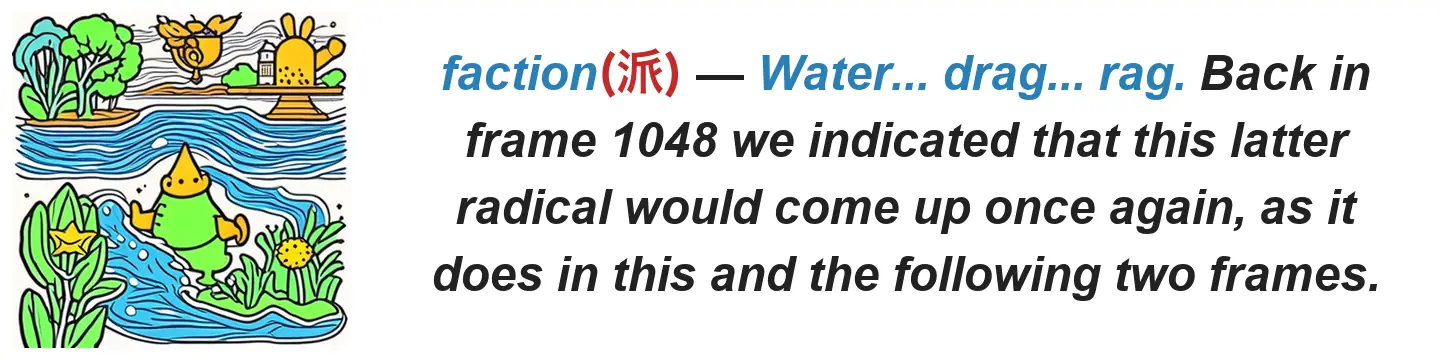 faction(派) — Water... drag... rag. Back in
frame 1048 we indicated that this latter
radical would come up once again, as it
does in this and the following two frames.